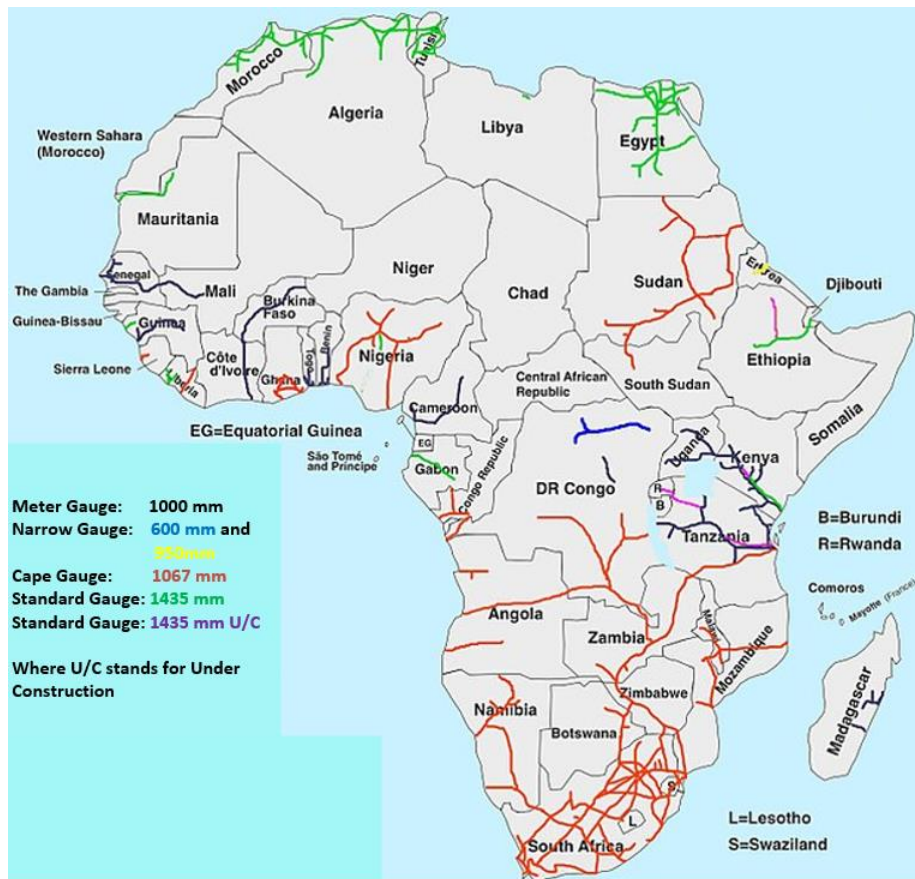 Morocco
Tunisi
Algeria
Libya
Egypt
Western Sahara
(Morocco)
Mauritania
Niger
Mali
Chad
Sudan
Eritrea
Djibouti
Senegal
The Gambia
Guinea-Bissau
Guinea
Burkina
Faso
Benin
Togo
Nigeria
Ethiopia
Côte
d'Ivoire
Ghana
Sierra Leone
Liberia
Central African
Republic
South Sudan
Somalia
Cameroon
EG=Equatorial Guinea
São Tomé
and Príncipe
EG
Gabon
Congo Republic
DR Congo
Uganda
Kenya
R
B
Tanzania
B=Burundi
R=Rwanda
Meter Gauge: 1000 mm
Narrow Gauge: 600 mm and
950mm
Cape Gauge: 1067 mm
Standard Gauge: 1435 mm
Standard Gauge: 1435 mm U/C
Where U/C stands for Under
Construction
Comoros
Mayotte (France)
Angola
Zambia
Malawi
Mozambique
Zimbabwe
Madagascar
Namibia
Botswana
S
L
South Africa
L=Lesotho
S=Swaziland